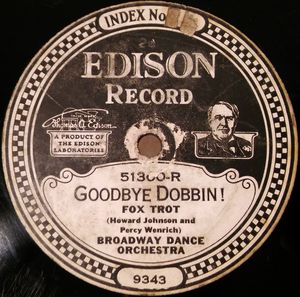 INDEX No
EDISON
RECORD
Thomas A. Edison
A PRODUCT OF
THE EDISON
LABORATORIES
GOODBYE DOBBIN!
FOX TROT
(Howard Johnson and
Percy Wenrich)
BROADWAY DANCE
ORCHESTRA
9343